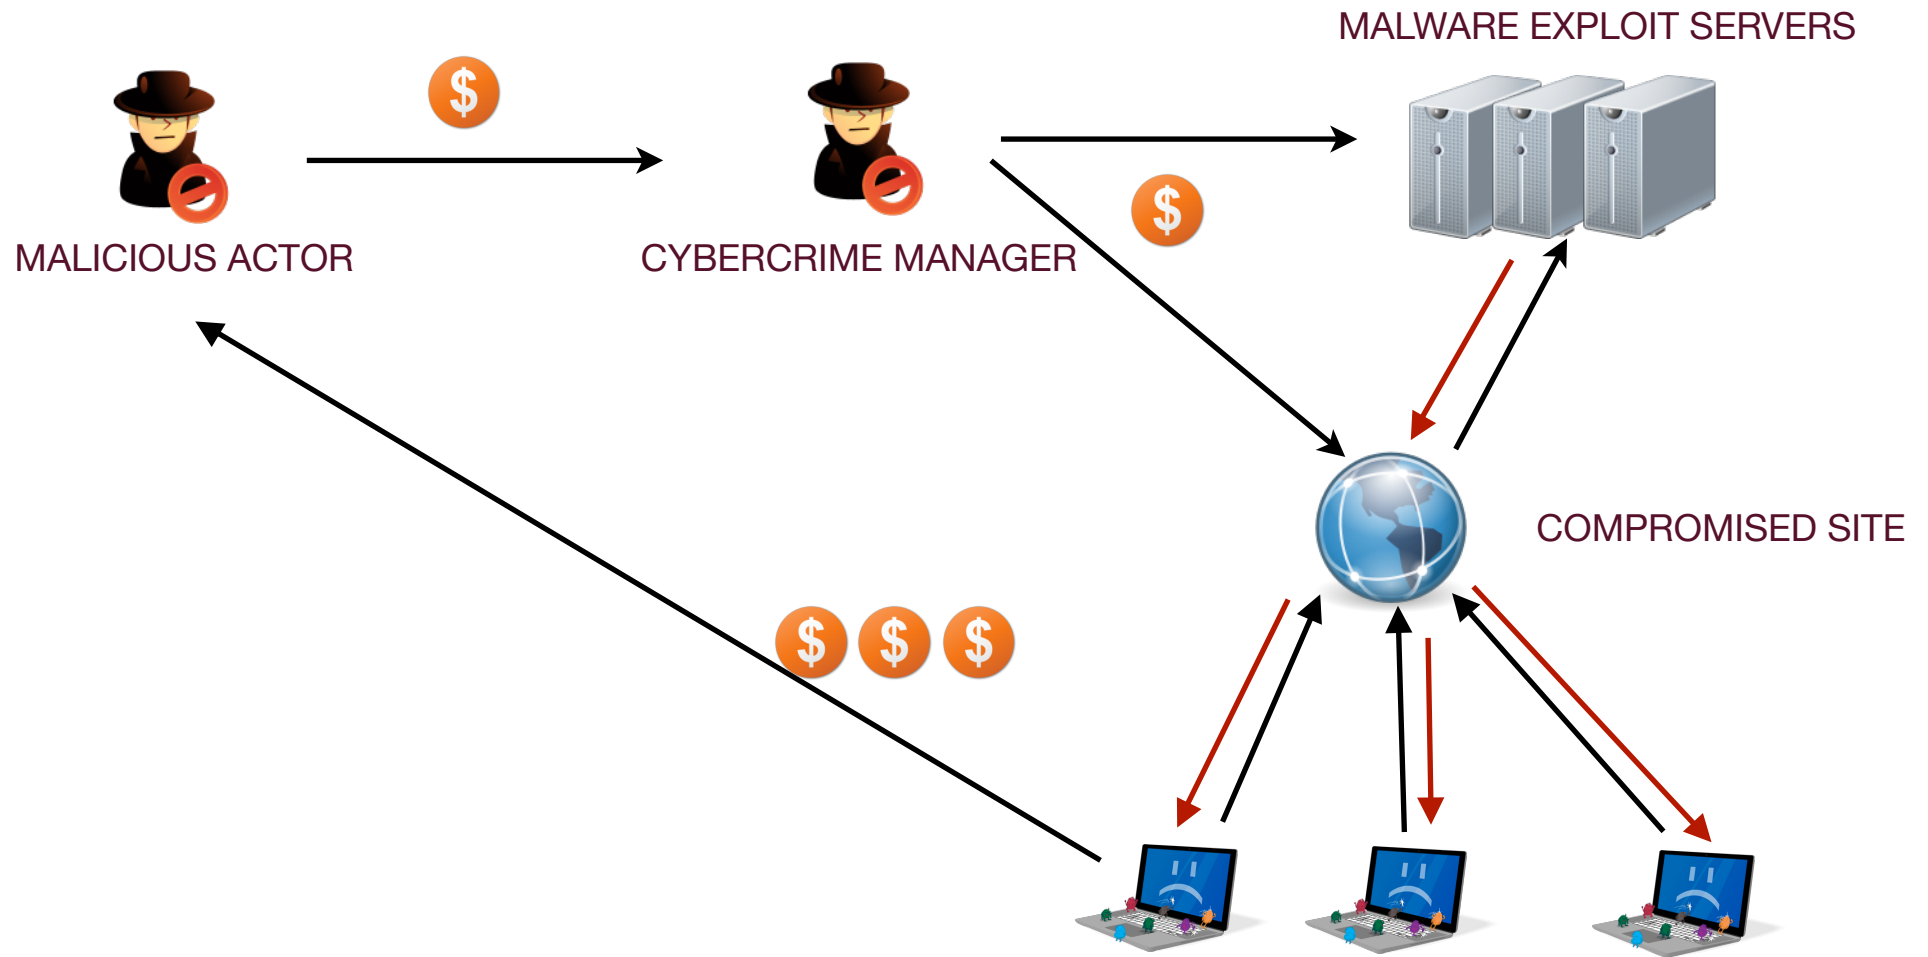 MALWARE EXPLOIT SERVERS
$
$
MALICIOUS ACTOR
CYBERCRIME MANAGER
COMPROMISED SITE
$ $ $